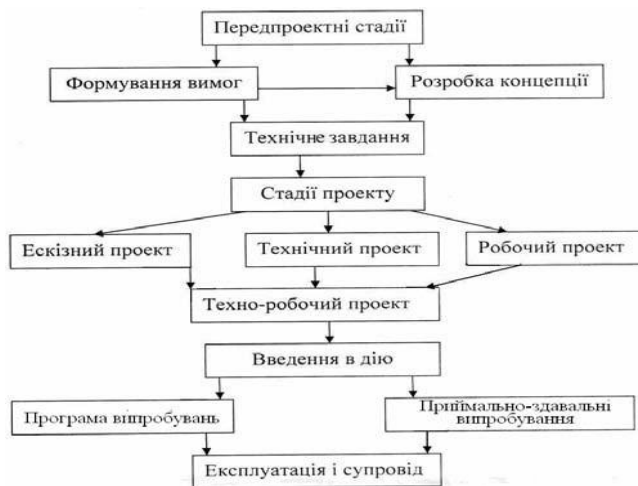 Передпроектні стадії
Формування вимог
Розробка концепції
Технічне завдання
Стадії проекту
Ескізний проект
Технічний проект
Робочий проект
Техно-робочий проект
Введення в дію
Програма випробувань
Приймально-здавальні
випробування
Експлуатація і супровід